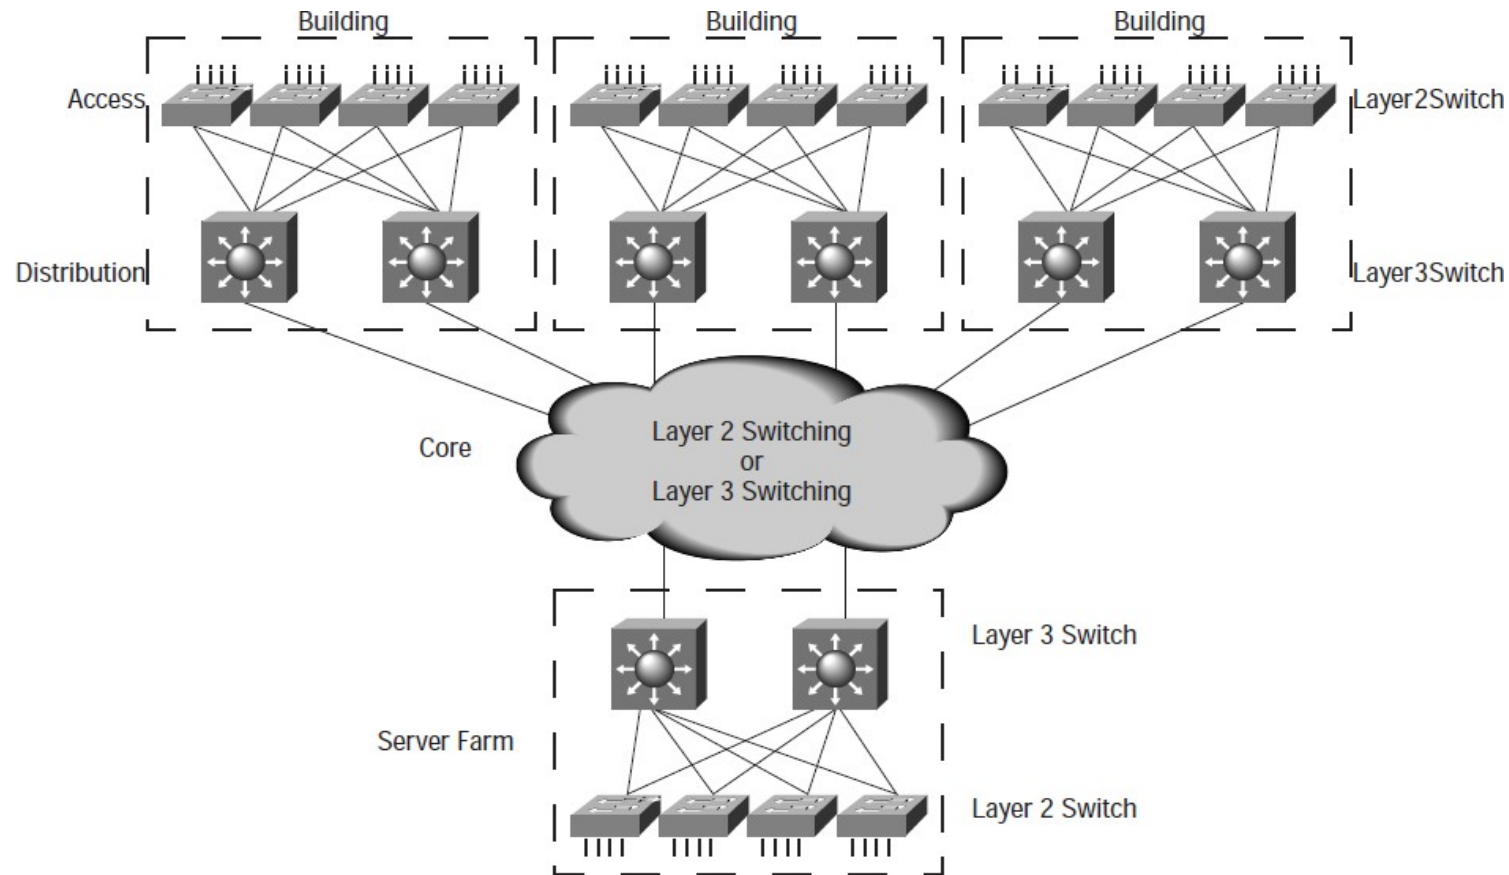 Building
Building
Building
Access
Layer2Switch
Distribution
Layer3Switch
Core
Layer 2 Switching
or
Layer 3 Switching
Layer 3 Switch
Server Farm
Layer 2 Switch